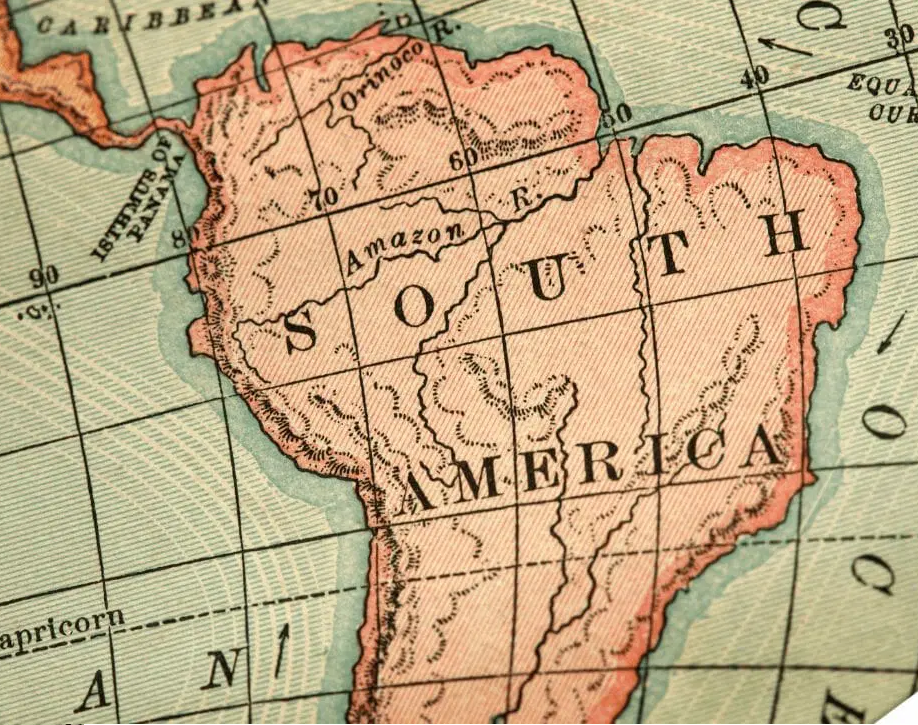 CARIBBEAN
R.
Orinoco
C
30
40
EQUA
CUR
50
60
70
80
90
ISTHMUS OF
PANAMA
Amazon R.
SOUTH
AMERICA
O
C
apricorn
A N